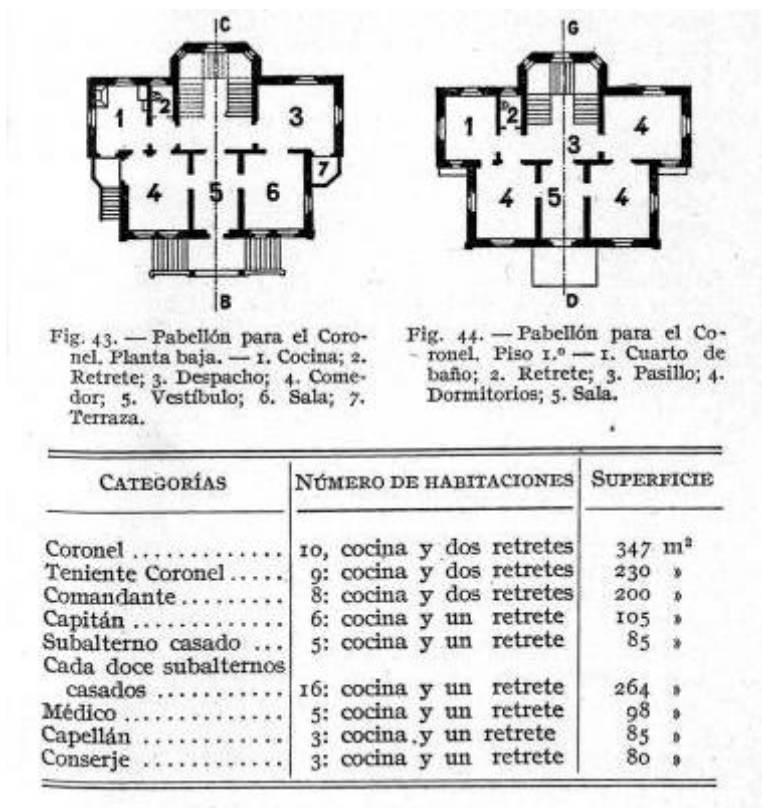 C
G
1
2
3
7
4
5
6
B
1
2
4
3
4
5
4
D
Fig. 43. — Pabellón para el Coro-
nel. Planta baja. — 1. Cocina; 2.
Retrete; 3. Despacho; 4. Come-
dor; 5. Vestíbulo; 6. Sala; 7.
Terraza.
Fig. 44. — Pabellón para el Co-
ronel. Piso 1.º — 1. Cuarto de
baño; 2. Retrete; 3. Pasillo; 4.
Dormitorios; 5. Sala.
CATEGORÍAS NÚMERO DE HABITACIONES SUPERFICIE
Coronel ............. 10, cocina y dos retretes 347 m²
Teniente Coronel ..... 9: cocina y dos retretes 230 »
Comandante ......... 8: cocina y dos retretes 200 »
Capitán ............. 6: cocina y un retrete 105 »
Subalterno casado ... 5: cocina y un retrete 85 »
Cada doce subalternos
casados ........... 16: cocina y un retrete 264 »
Médico ............. 5: cocina y un retrete 98 »
Capellán ............ 3: cocina y un retrete 85 »
Conserje ............ 3: cocina y un retrete 80 »